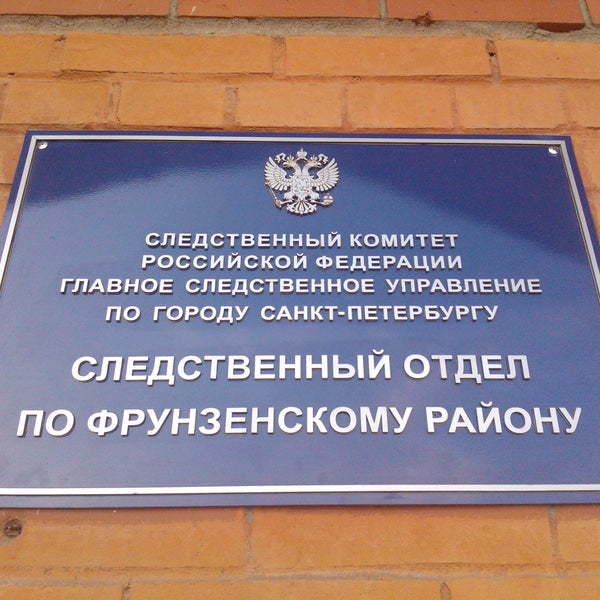 СЛЕДСТВЕННЫЙ КОМИТЕТ
РОССИЙСКОЙ ФЕДЕРАЦИИ
ГЛАВНОЕ СЛЕДСТВЕННОЕ УПРАВЛЕНИЕ
ПО ГОРОДУ САНКТ-ПЕТЕРБУРГУ
СЛЕДСТВЕННЫЙ ОТДЕЛ
ПО ФРУНЗЕНСКОМУ РАЙОНУ